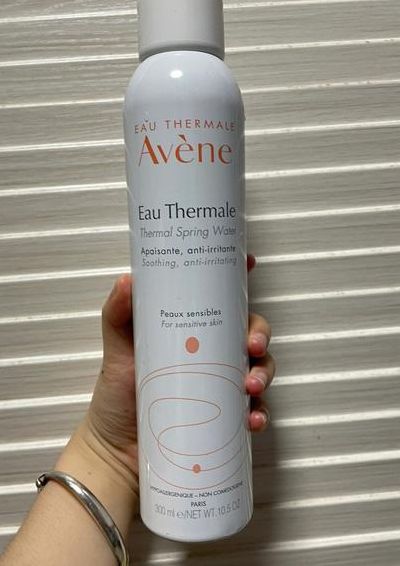 EAU THERMALE
Avène
Eau Thermale
Thermal Spring Water
Apaisante, anti-irritante
Soothing, anti-irritating
Peaux sensibles
For sensitive skin
HYPOALLERGENIQUE – NON COMEDOGENE
PARIS
300 ml e/NET WT. 10.5 OZ